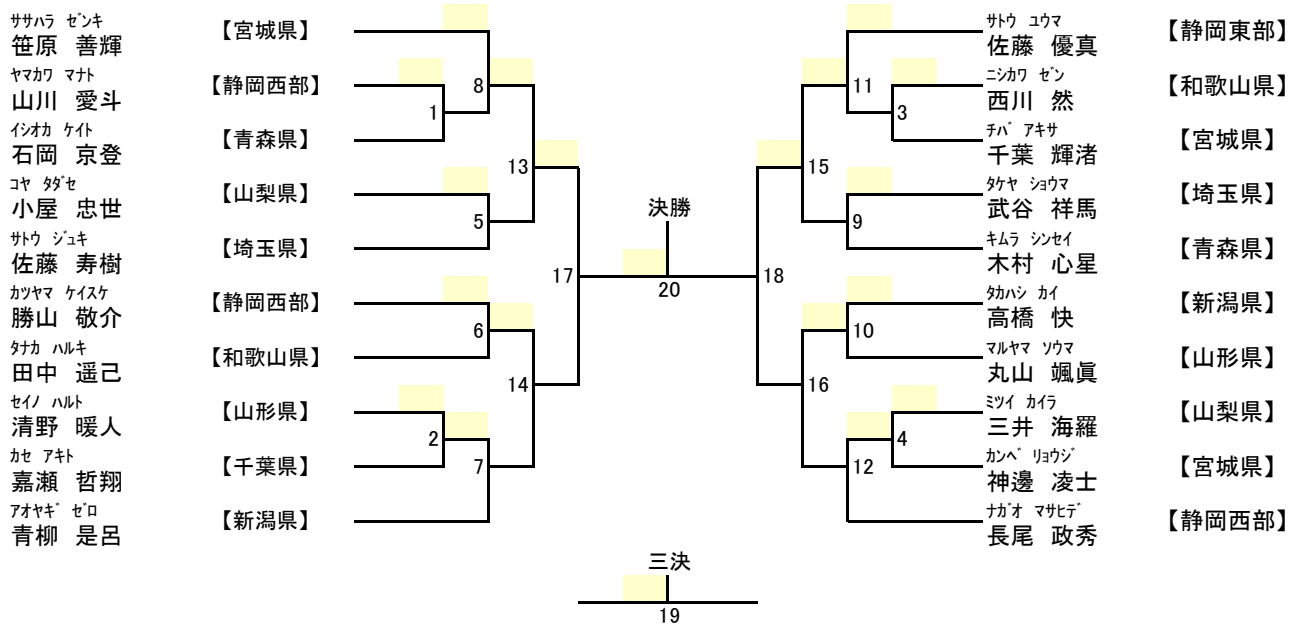 ササハラ ゼンキ
笹原 善輝 【宮城県】
ヤマカワ マナト
山川 愛斗 【静岡西部】
イシオカ ケイト
石岡 京登 【青森県】
コヤ タダセ
小屋 忠世 【山梨県】
サトウ ジュキ
佐藤 寿樹 【埼玉県】
カツヤマ ケイスケ
勝山 敬介 【静岡西部】
タナカ ハルキ
田中 遥己 【和歌山県】
セイノ ハルト
清野 暖人 【山形県】
カセ アキト
嘉瀬 哲翔 【千葉県】
アオヤギ ゼロ
青柳 是呂 【新潟県】
1
8
5
13
6
2
7
14
17
決勝
20
三決
19
18
11
3
15
9
10
16
4
12
サトウ ユウマ
佐藤 優真 【静岡東部】
ニシカワ ゼン
西川 然 【和歌山県】
チバ アキサ
千葉 輝渚 【宮城県】
タケヤ ショウマ
武谷 祥馬 【埼玉県】
キムラ シンセイ
木村 心星 【青森県】
タカハシ カイ
高橋 快 【新潟県】
マルヤマ ソウマ
丸山 颯眞 【山形県】
ミツイ カイラ
三井 海羅 【山梨県】
カンベ リョウジ
神邊 凌士 【宮城県】
ナガオ マサヒデ
長尾 政秀 【静岡西部】